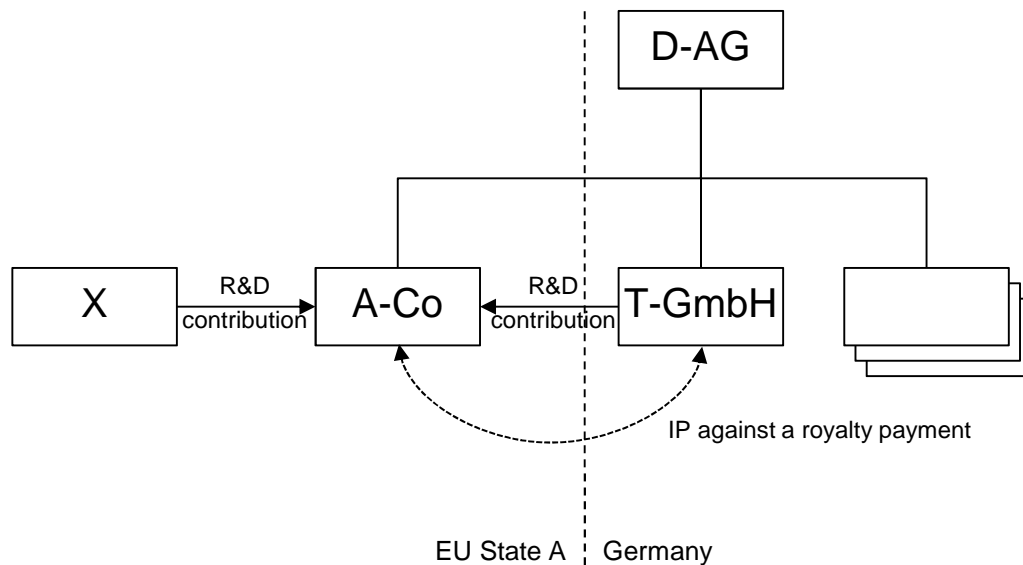 D-AG
X
R&D
contribution
A-Co
R&D
contribution
T-GmbH
IP against a royalty payment
EU State A
Germany